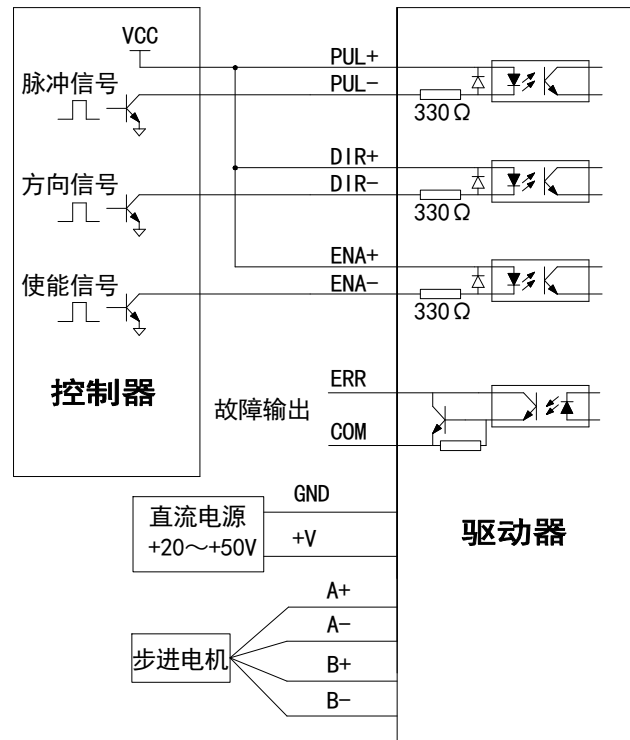 VCC
脉冲信号
PUL+
PUL-
330Ω
方向信号
DIR+
DIR-
330Ω
使能信号
ENA+
ENA-
330Ω
控制器
故障输出
ERR
COM
驱动器
直流电源
+20～+50V
GND
+V
步进电机
A+
A-
B+
B-